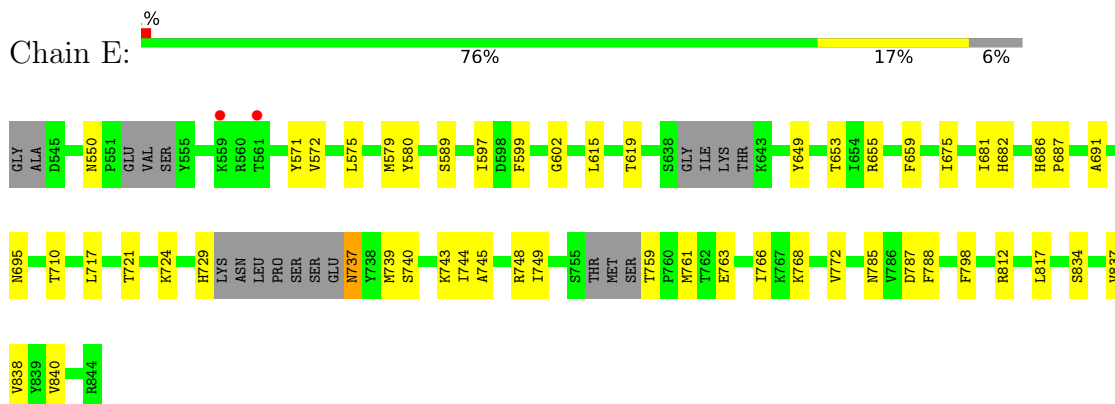 .%
Chain E:
76% 17% 6%
GLY ALA D545 N550 P551 GLU VAL SER Y555 K559 R560 T561 Y571 V572 L575 M579 Y580 S589 I597 D598 F599 G602 L615 T619 S638 GLY ILE LYS THR K643 Y649 T653 I654 R655 F659 I675 I681 H682 H686 P687 A691
N695 T710 L717 T721 K724 H729 LYS ASN LEU PRO SER SER GLU N737 Y738 M739 S740 K743 I744 A745 R748 I749 S755 THR MET SER T759 P760 M761 T762 E763 I766 K767 K768 V772 N785 V786 D787 F788 F798 R812 L817 S834 V837
V838 Y839 V840 R844